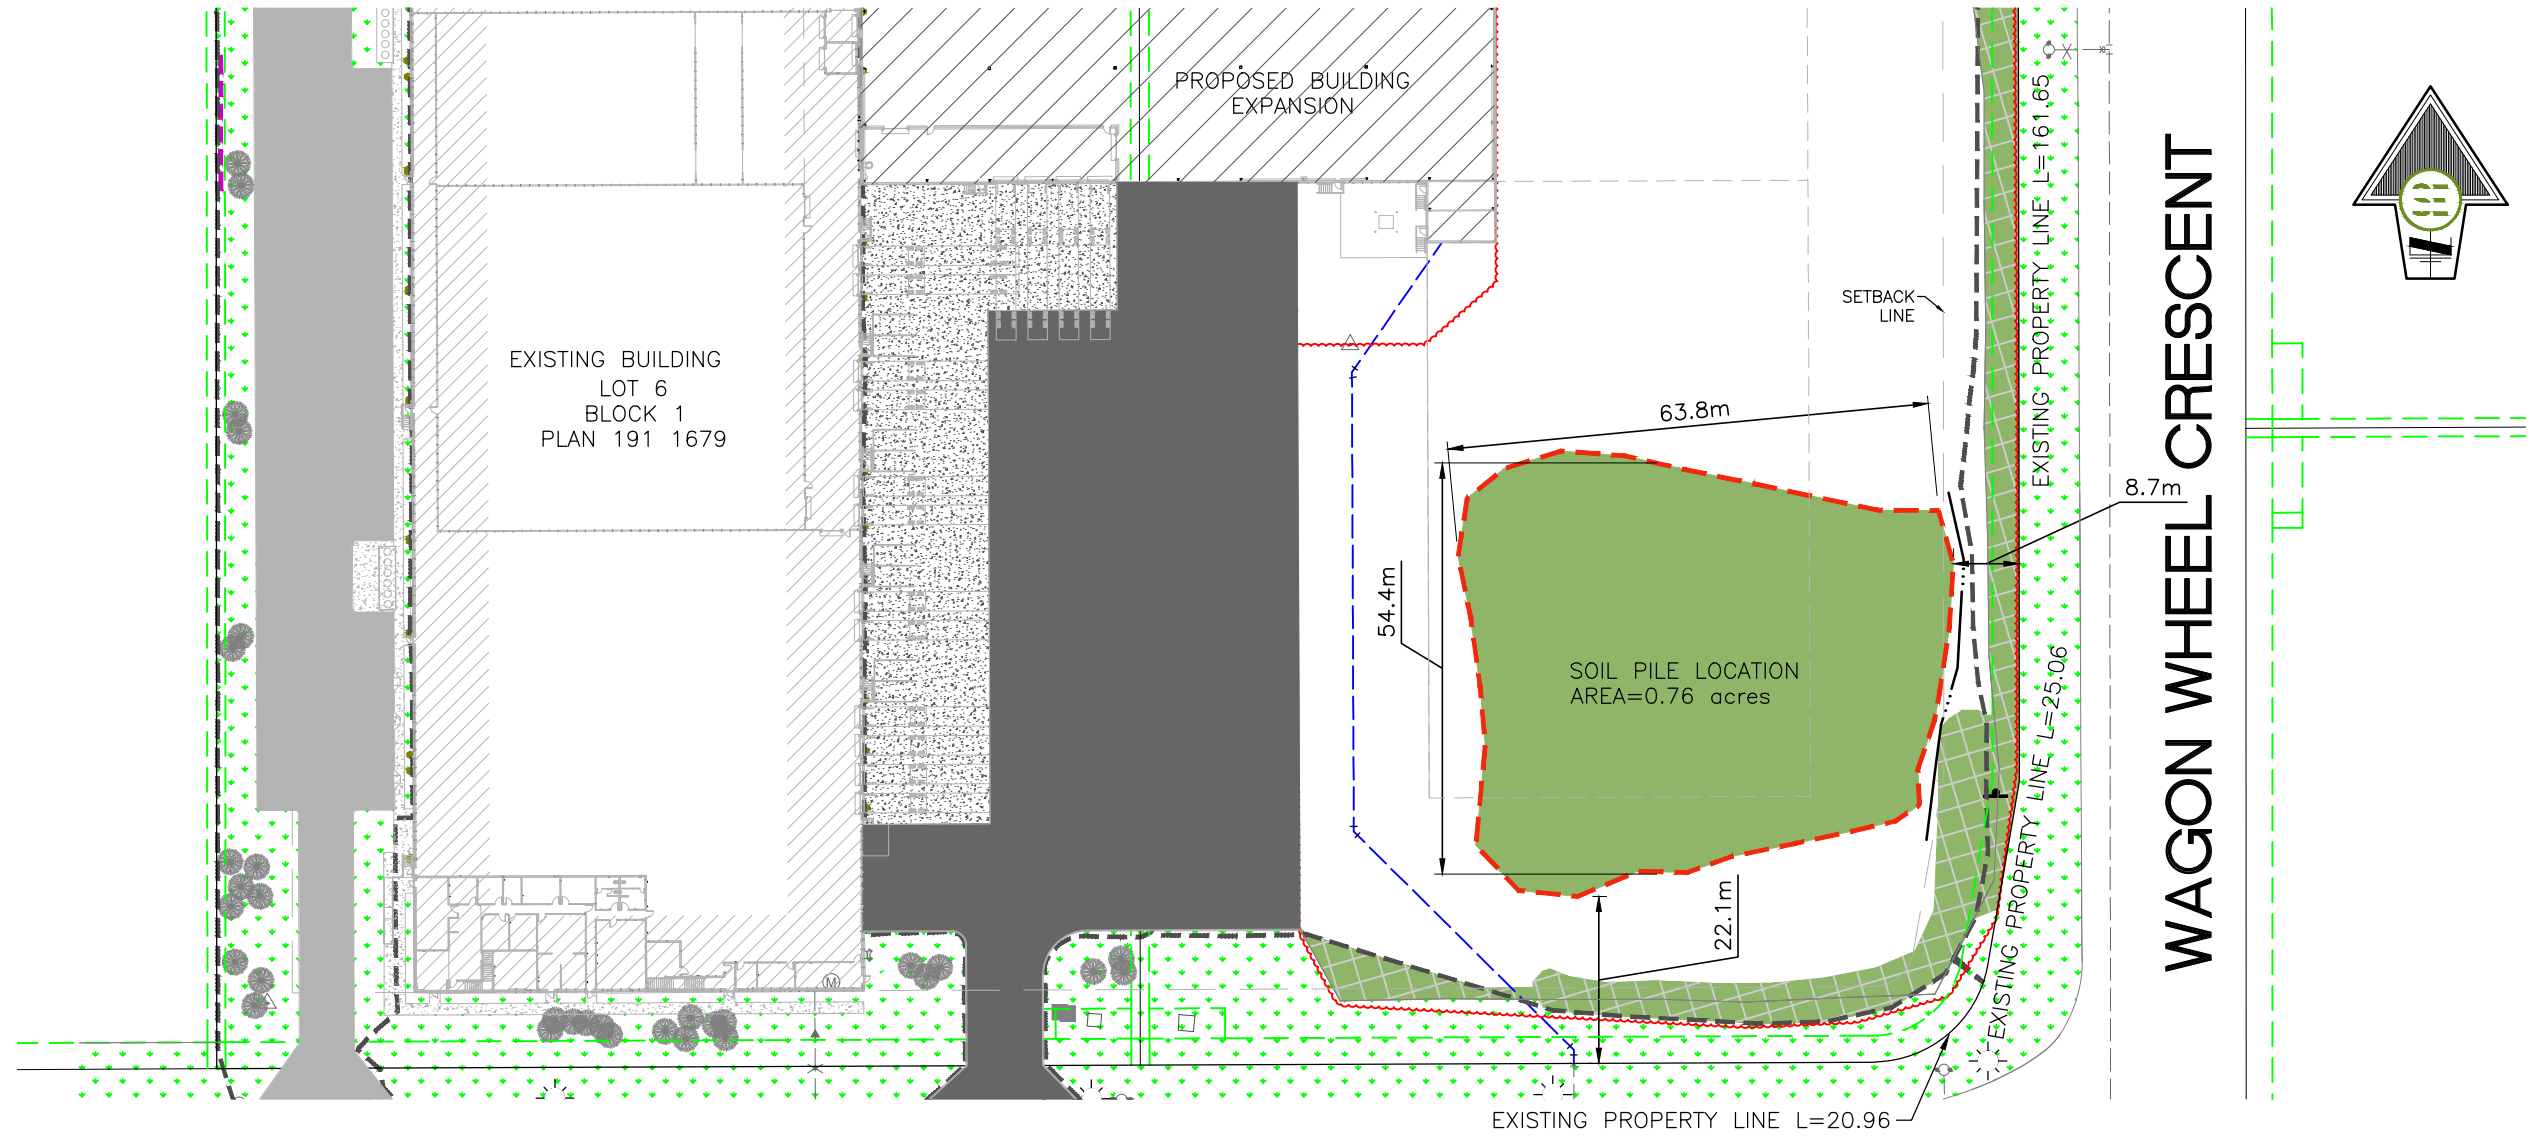 PROPOSED BUILDING
EXPANSION
EXISTING PROPERTY LINE L=161.65
WAGON WHEEL CRESCENT
SETBACK
LINE
EXISTING BUILDING
LOT 6
BLOCK 1
PLAN 191 1679
63.8m
8.7m
54.4m
SOIL PILE LOCATION
AREA=0.76 acres
EXISTING PROPERTY LINE L=25.06
22.1m
M
EXISTING PROPERTY LINE L=20.96